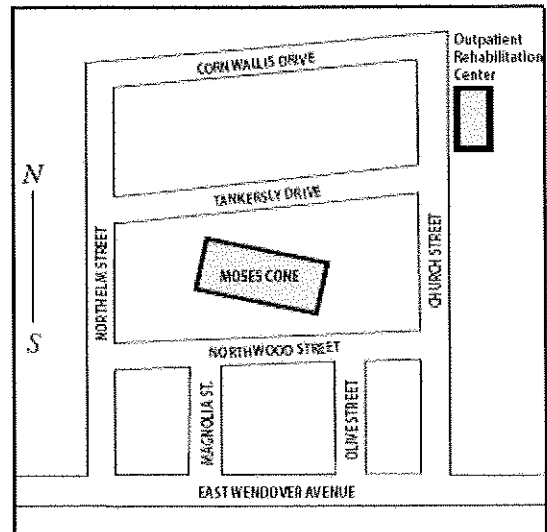 CORNWALLIS DRIVE
Outpatient
Rehabilitation
Center
N
TANKERSLY DRIVE
NORTH ELM STREET
MOSES CONE
CHURCH STREET
S
NORTHWOOD STREET
MAGNOLIA ST.
OLIVE STREET
EAST WENDOVER AVENUE